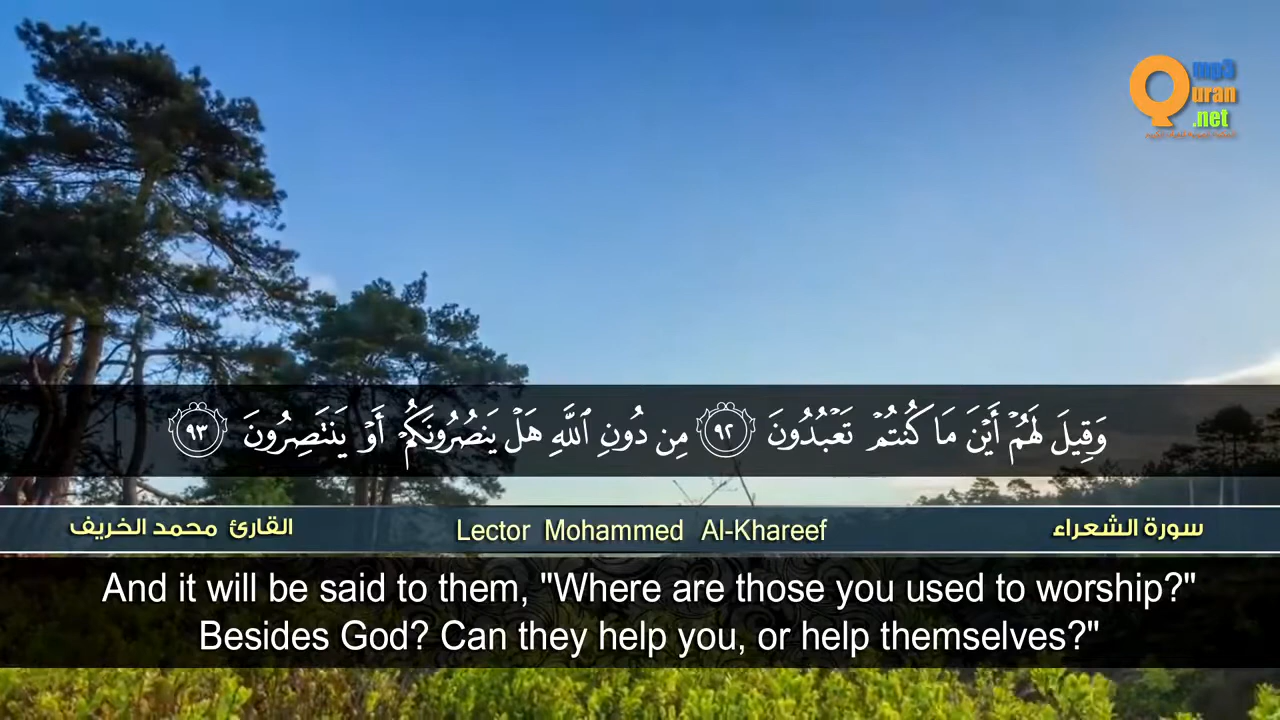 mp3
Quran
.net
وَقِيلَ لَهُمْ أَيْنَ مَا كُنتُمْ تَعْبُدُونَ ٩٢ مِن دُونِ ٱللَّهِ هَلْ يَنصُرُونَكُمْ أَوْ يَنتَصِرُونَ ٩٣
سورة الشعراء
Lector Mohammed Al-Khareef
القارئ محمد الخريف
And it will be said to them, "Where are those you used to worship?"
Besides God? Can they help you, or help themselves?"